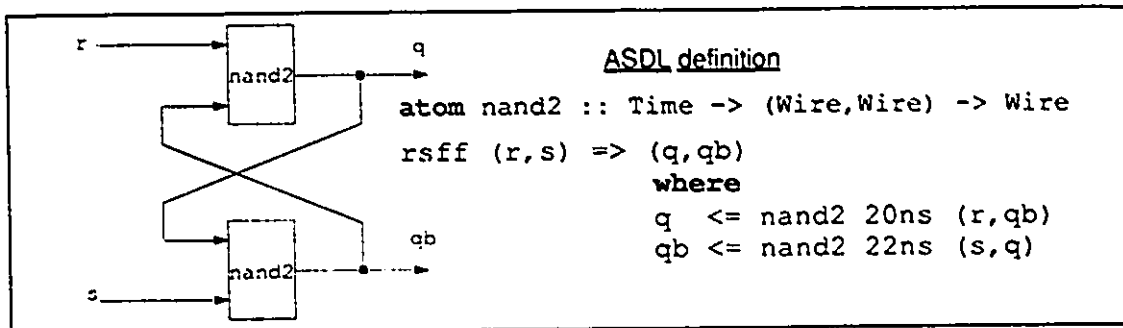 r
q
nand2
ASDL definition
atom nand2 :: Time -> (Wire,Wire) -> Wire
rsff (r,s) => (q,qb)
where
q <= nand2 20ns (r,qb)
qb <= nand2 22ns (s,q)
qb
nand2
s